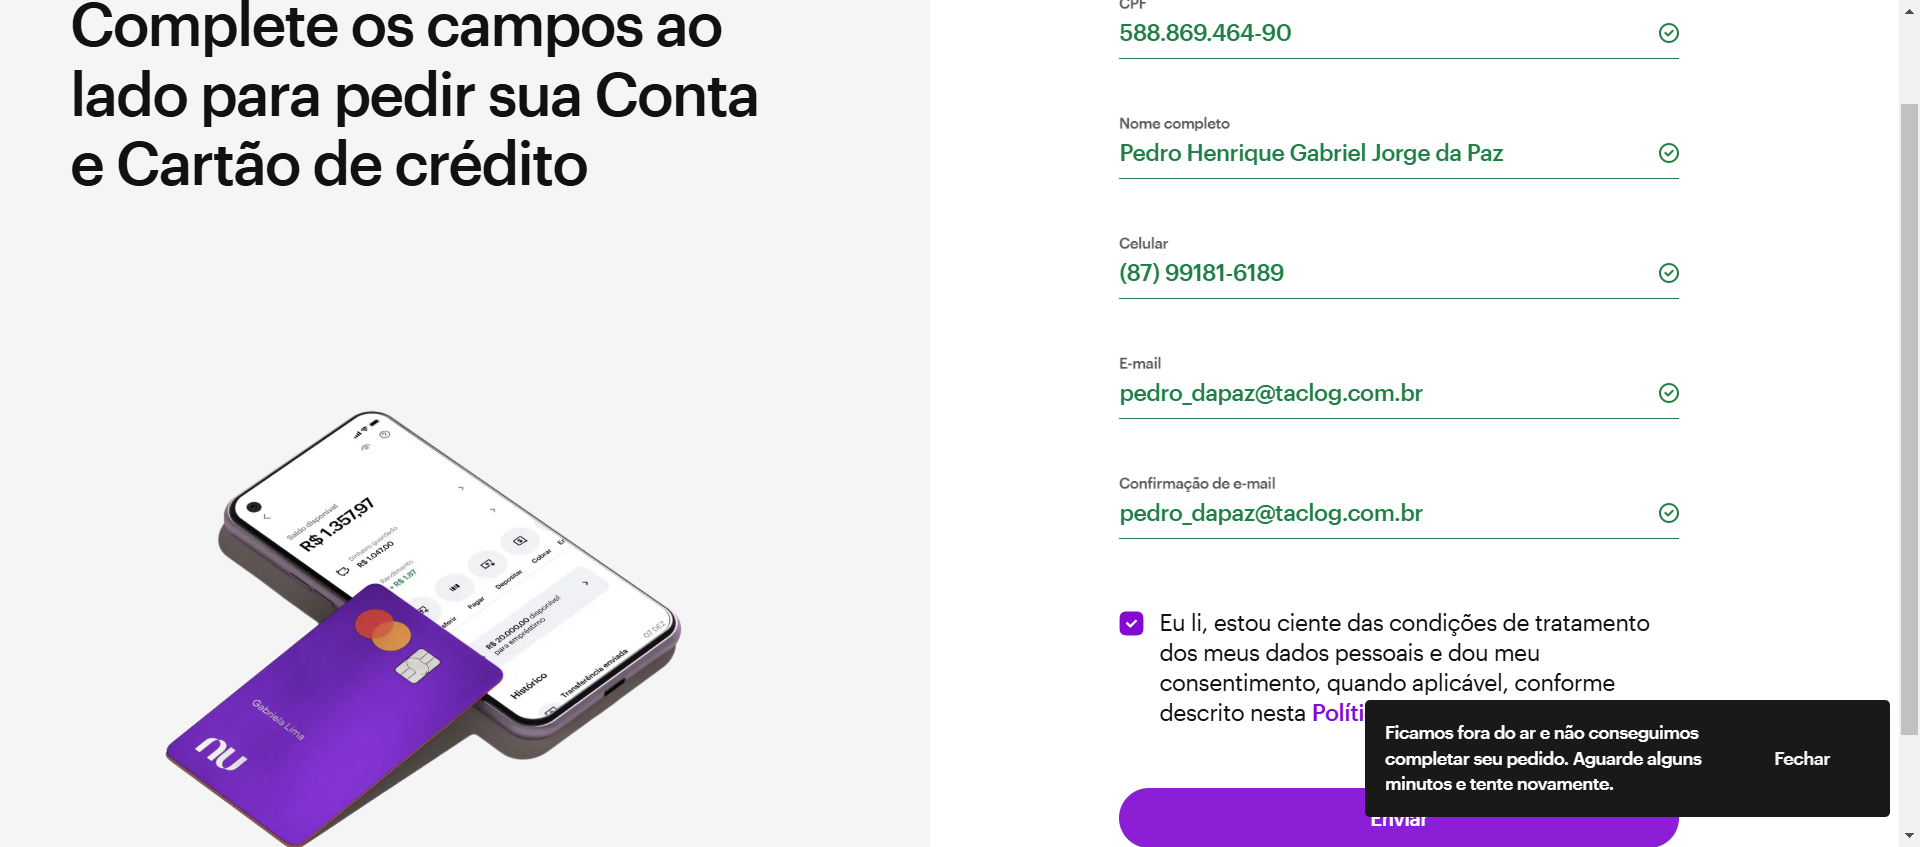 Complete os campos ao
lado para pedir sua Conta
e Cartão de crédito
CPF
588.869.464-90
Nome completo
Pedro Henrique Gabriel Jorge da Paz
Celular
(87) 99181-6189
E-mail
pedro_dapaz@taclog.com.br
Confirmação de e-mail
pedro_dapaz@taclog.com.br
Eu li, estou ciente das condições de tratamento
dos meus dados pessoais e dou meu
consentimento, quando aplicável, conforme
descrito nesta Políti
Ficamos fora do ar e não conseguimos
completar seu pedido. Aguarde alguns
minutos e tente novamente.
Fechar
Enviar
Saldo disponível
R$ 1.357,97
Dinheiro guardado
R$ 1.047,00
Rendimento
+ R$ 1,87
Pagar
Depositar
Cobrar
R$ 20.000,00 disponível
para empréstimo
Histórico
Transferência enviada
07 DEZ
Gabriela Lima
nu